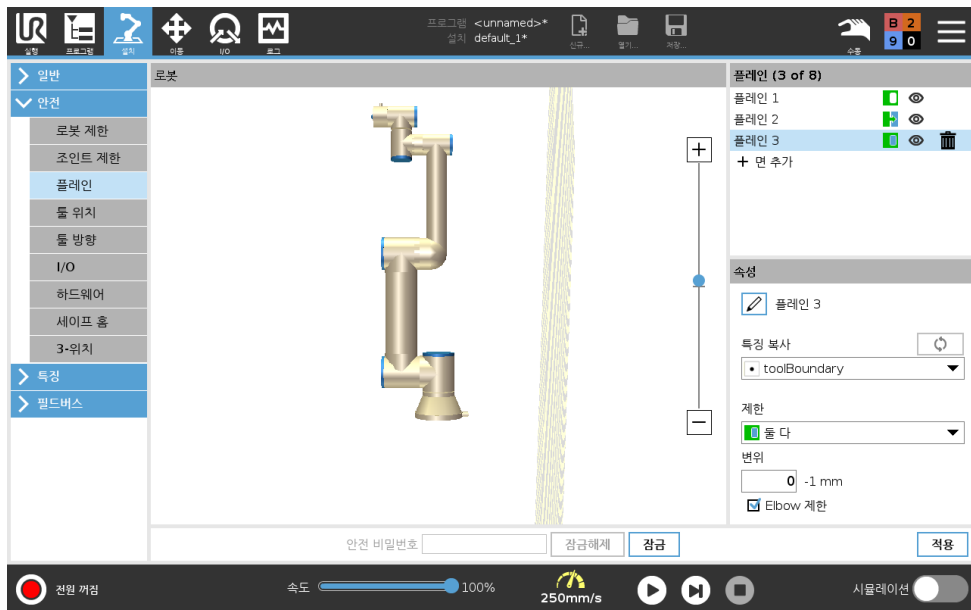 실행
프로그램
설치
이동
I/O
로그
프로그램 <unnamed>*
설치 default_1*
신규...
열기...
저장...
수동
B 2
9 0
일반
안전
로봇 제한
조인트 제한
플레인
툴 위치
툴 방향
I/O
하드웨어
세이프 홈
3-위치
특징
필드버스
로봇
플레인 (3 of 8)
플레인 1
플레인 2
플레인 3
면 추가
속성
플레인 3
특징 복사
toolBoundary
제한
둘 다
변위
0 -1 mm
Elbow 제한
안전 비밀번호
잠금해제
잠금
적용
전원 꺼짐
속도
100%
250mm/s
시뮬레이션